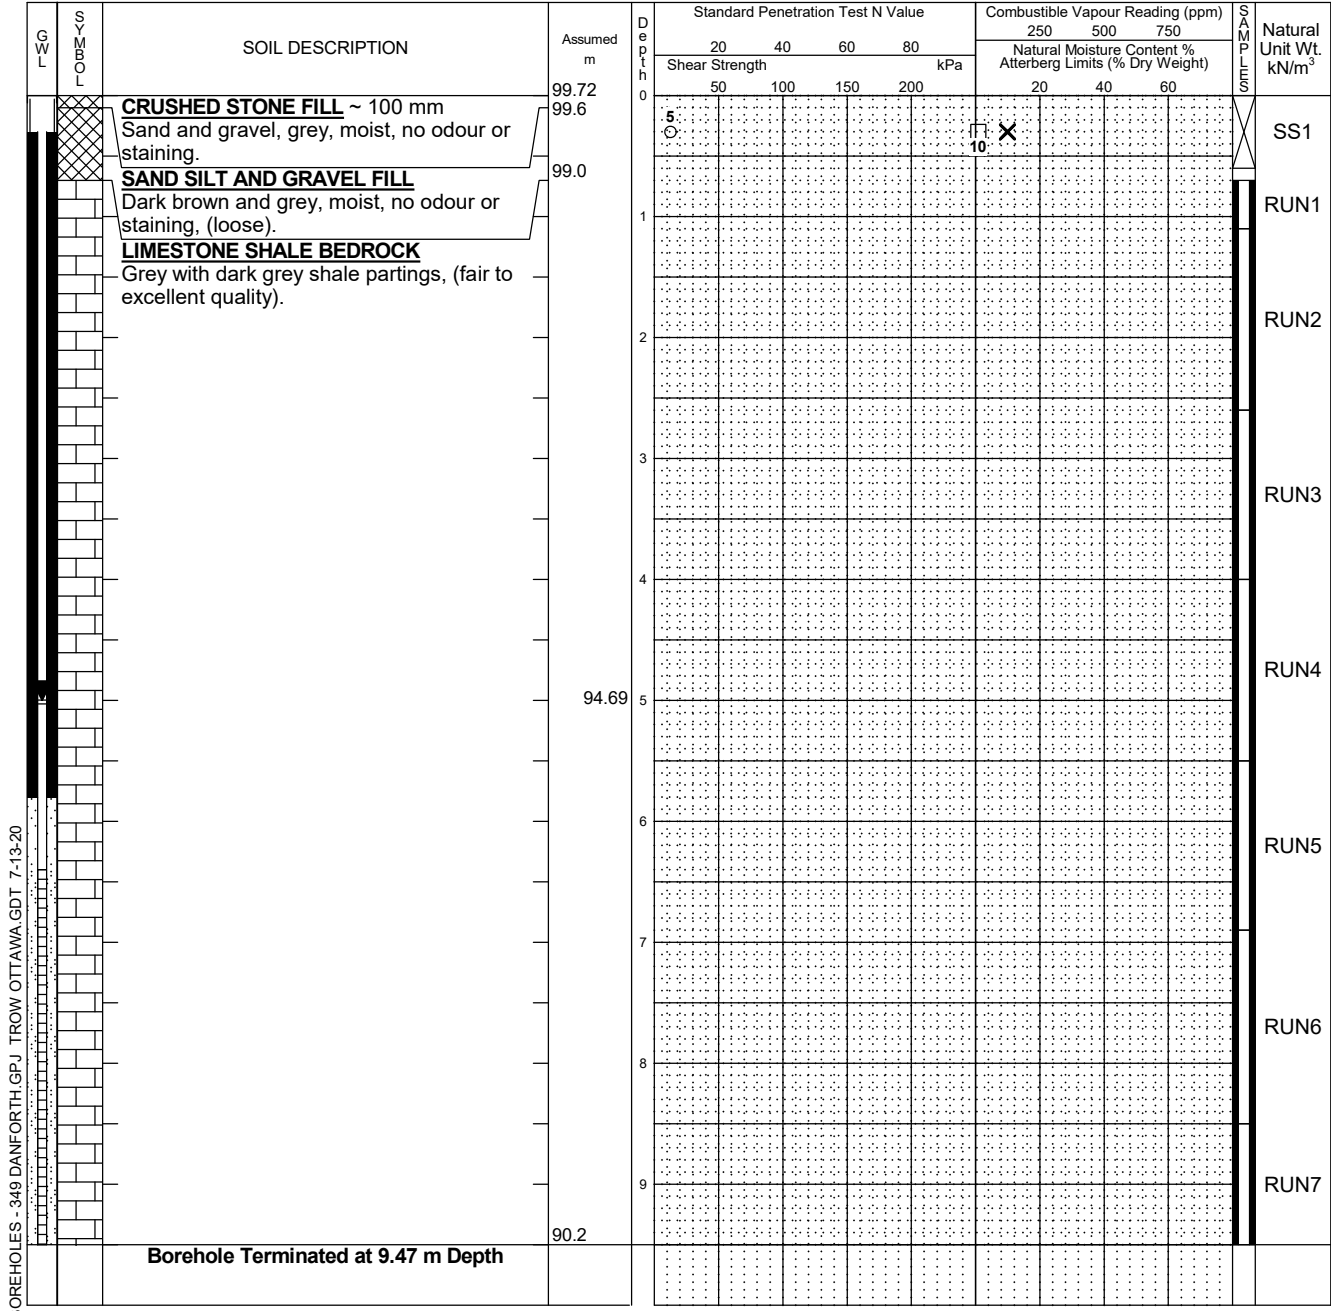 GWL
SYMBOL
SOIL DESCRIPTION
Assumed
m
Depth
Standard Penetration Test N Value
20 40 60 80
Shear Strength kPa
50 100 150 200
Combustible Vapour Reading (ppm)
250 500 750
Natural Moisture Content %
Atterberg Limits (% Dry Weight)
20 40 60
SAMPLES
Natural
Unit Wt.
kN/m³
99.72
0
CRUSHED STONE FILL ~ 100 mm
99.6
Sand and gravel, grey, moist, no odour or
staining.
5
10
SS1
99.0
SAND SILT AND GRAVEL FILL
Dark brown and grey, moist, no odour or
staining, (loose).
1
RUN1
LIMESTONE SHALE BEDROCK
Grey with dark grey shale partings, (fair to
excellent quality).
RUN2
2
3
RUN3
4
RUN4
94.69
5
6
RUN5
7
RUN6
8
9
RUN7
90.2
Borehole Terminated at 9.47 m Depth
OREHOLES - 349 DANFORTH.GPJ TROW OTTAWA.GDT 7-13-20